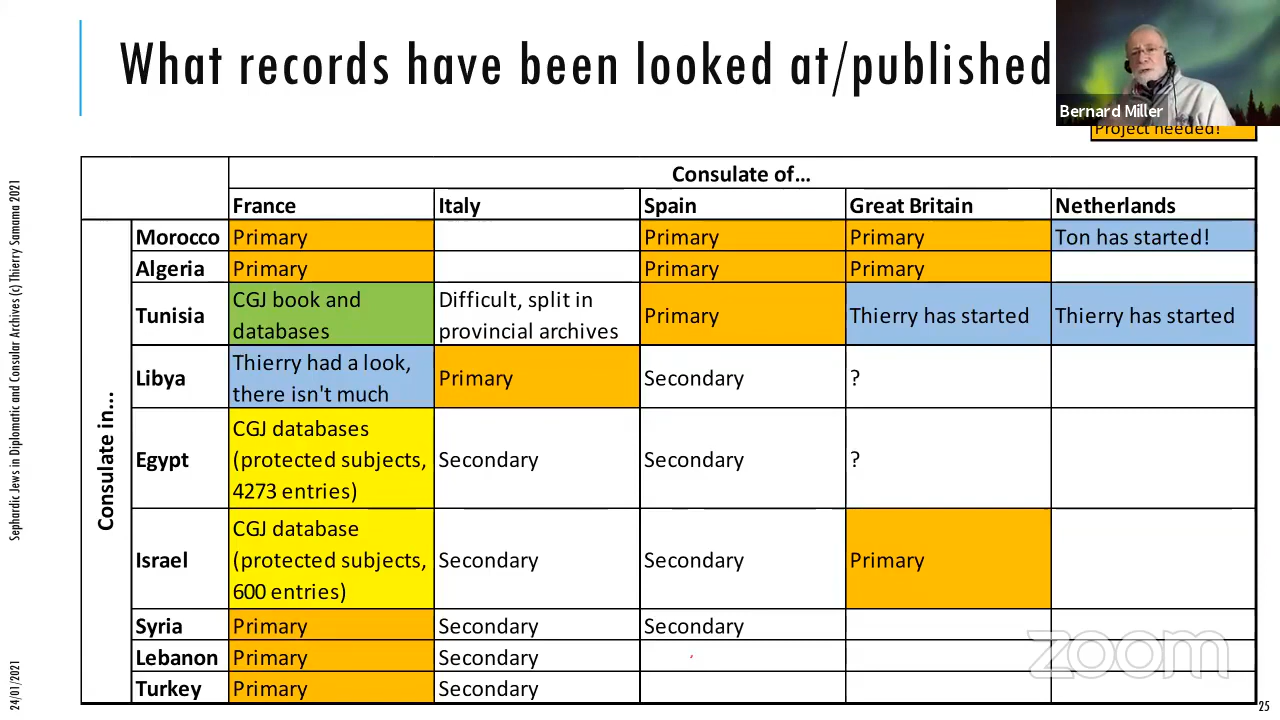 What records have been looked at/published
Bernard Miller
Project needed!
Consulate of...
France Italy Spain Great Britain Netherlands
Consulate in...
Morocco Primary Primary Primary Ton has started!
Algeria Primary Primary Primary
Tunisia CGJ book and databases Difficult, split in provincial archives Primary Thierry has started Thierry has started
Libya Thierry had a look, there isn't much Primary Secondary ?
Egypt CGJ databases (protected subjects, 4273 entries) Secondary Secondary ?
Israel CGJ database (protected subjects, 600 entries) Secondary Secondary Primary
Syria Primary Secondary Secondary
Lebanon Primary Secondary
Turkey Primary Secondary
Sephardic Jews in Diplomatic and Consular Archives (c) Thierry Samama 2021
24/01/2021
zoom
25